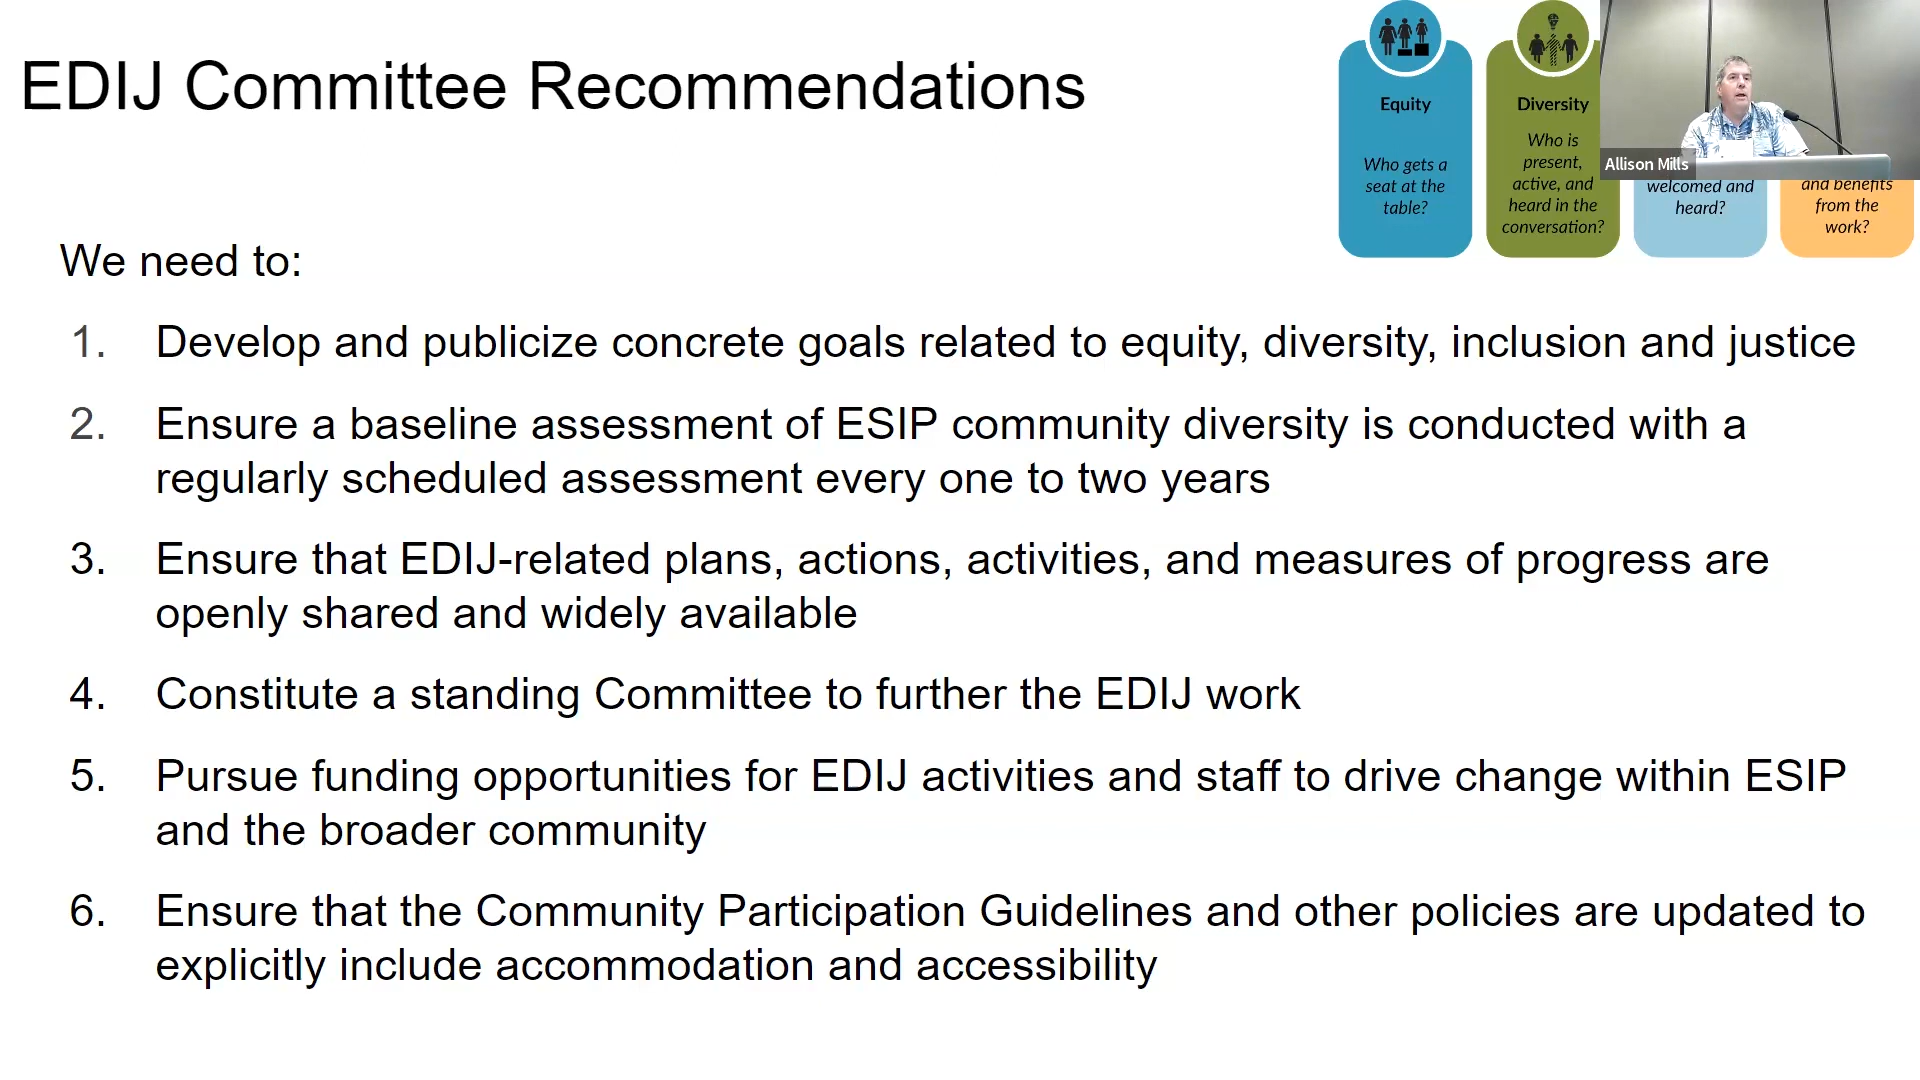 EDIJ Committee Recommendations
Equity
Who gets a
seat at the
table?
Diversity
Who is
present,
active, and
heard in the
conversation?
Allison Mills
welcomed and
heard?
and benefits
from the
work?
We need to:
1. Develop and publicize concrete goals related to equity, diversity, inclusion and justice
2. Ensure a baseline assessment of ESIP community diversity is conducted with a
regularly scheduled assessment every one to two years
3. Ensure that EDIJ-related plans, actions, activities, and measures of progress are
openly shared and widely available
4. Constitute a standing Committee to further the EDIJ work
5. Pursue funding opportunities for EDIJ activities and staff to drive change within ESIP
and the broader community
6. Ensure that the Community Participation Guidelines and other policies are updated to
explicitly include accommodation and accessibility